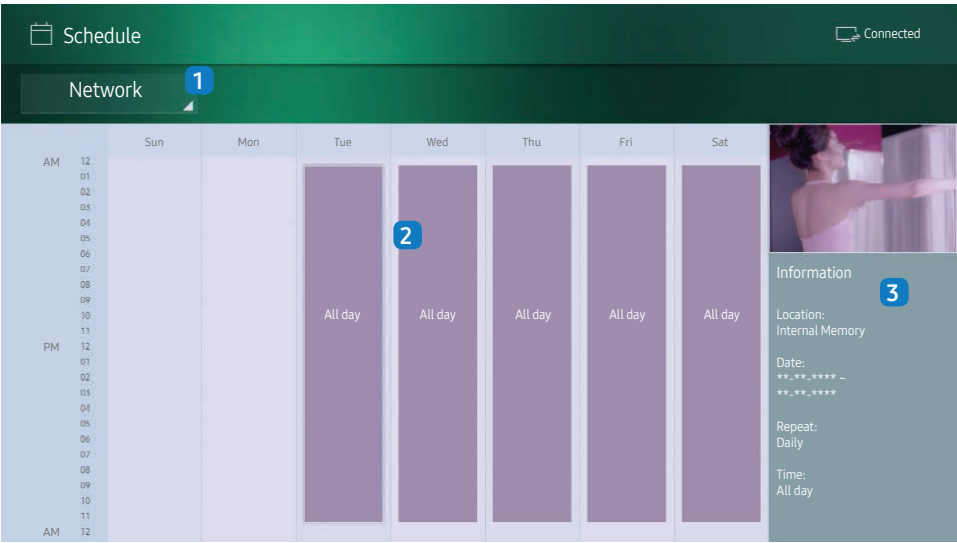 Schedule
Connected
Network
1
Sun Mon Tue Wed Thu Fri Sat
AM 12
01
02
03
04
05
06
07
08
09
10
11
PM 12
01
02
03
04
05
06
07
08
09
10
11
AM 12
All day All day All day All day All day
2
Information
3
Location:
Internal Memory
Date:
**-**-**** ~
**-**-****
Repeat:
Daily
Time:
All day